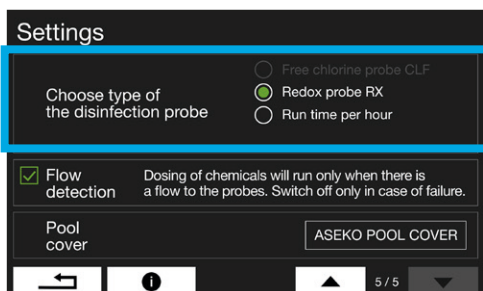 Settings
Choose type of
the disinfection probe
Free chlorine probe CLF
Redox probe RX
Run time per hour
Flow
detection
Dosing of chemicals will run only when there is
a flow to the probes. Switch off only in case of failure.
Pool
cover
ASEKO POOL COVER
5/5